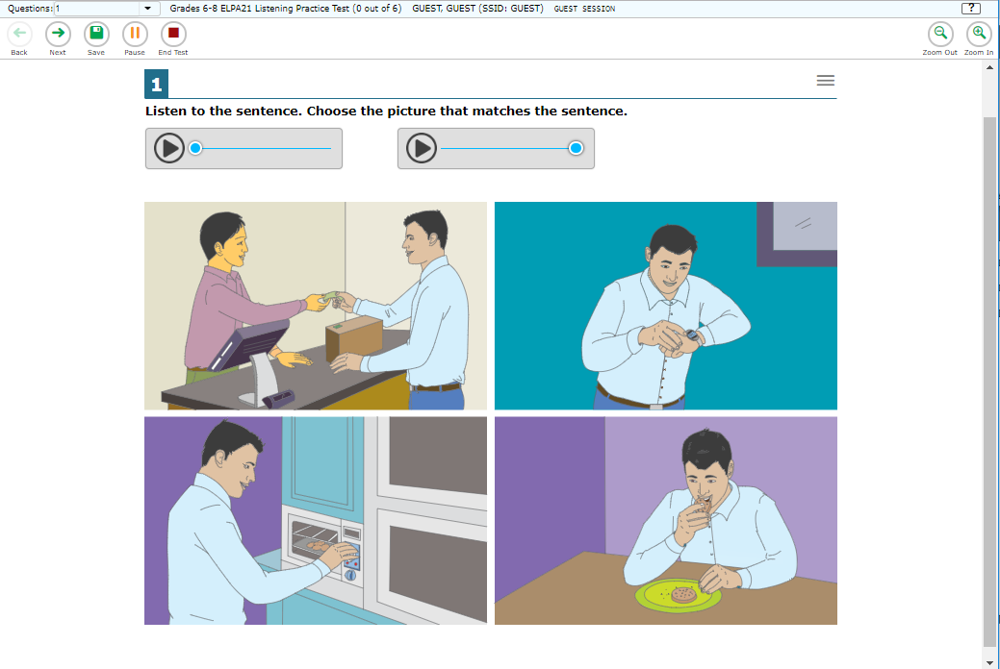 Questions: 1 Grades 6-8 ELPA21 Listening Practice Test (0 out of 6) GUEST, GUEST (SSID: GUEST) GUEST SESSION ?
Back Next Save Pause End Test Zoom Out Zoom In
1
Listen to the sentence. Choose the picture that matches the sentence.